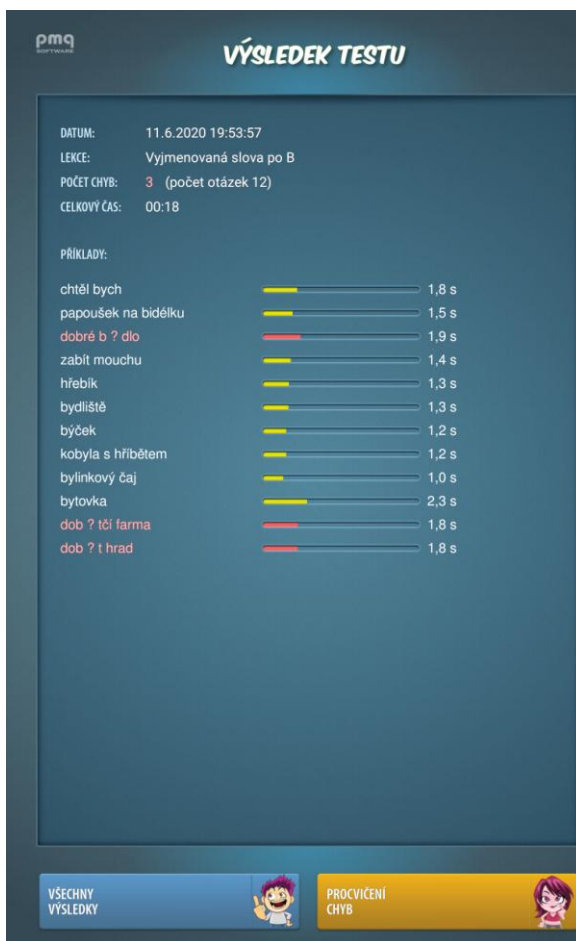 pmq
SOFTWARE
VÝSLEDEK TESTU
DATUM: 11.6.2020 19:53:57
LEKCE: Vyjmenovaná slova po B
POČET CHYB: 3 (počet otázek 12)
CELKOVÝ ČAS: 00:18
PŘÍKLADY:
chtěl bych 1,8 s
papoušek na bidélku 1,5 s
dobré b ? dlo 1,9 s
zabít mouchu 1,4 s
hřebík 1,3 s
bydliště 1,3 s
býček 1,2 s
kobyla s hříbětem 1,2 s
bylinkový čaj 1,0 s
bytovka 2,3 s
dob ? tčí farma 1,8 s
dob ? t hrad 1,8 s
VŠECHNY
VÝSLEDKY
PROCVIČENÍ
CHYB